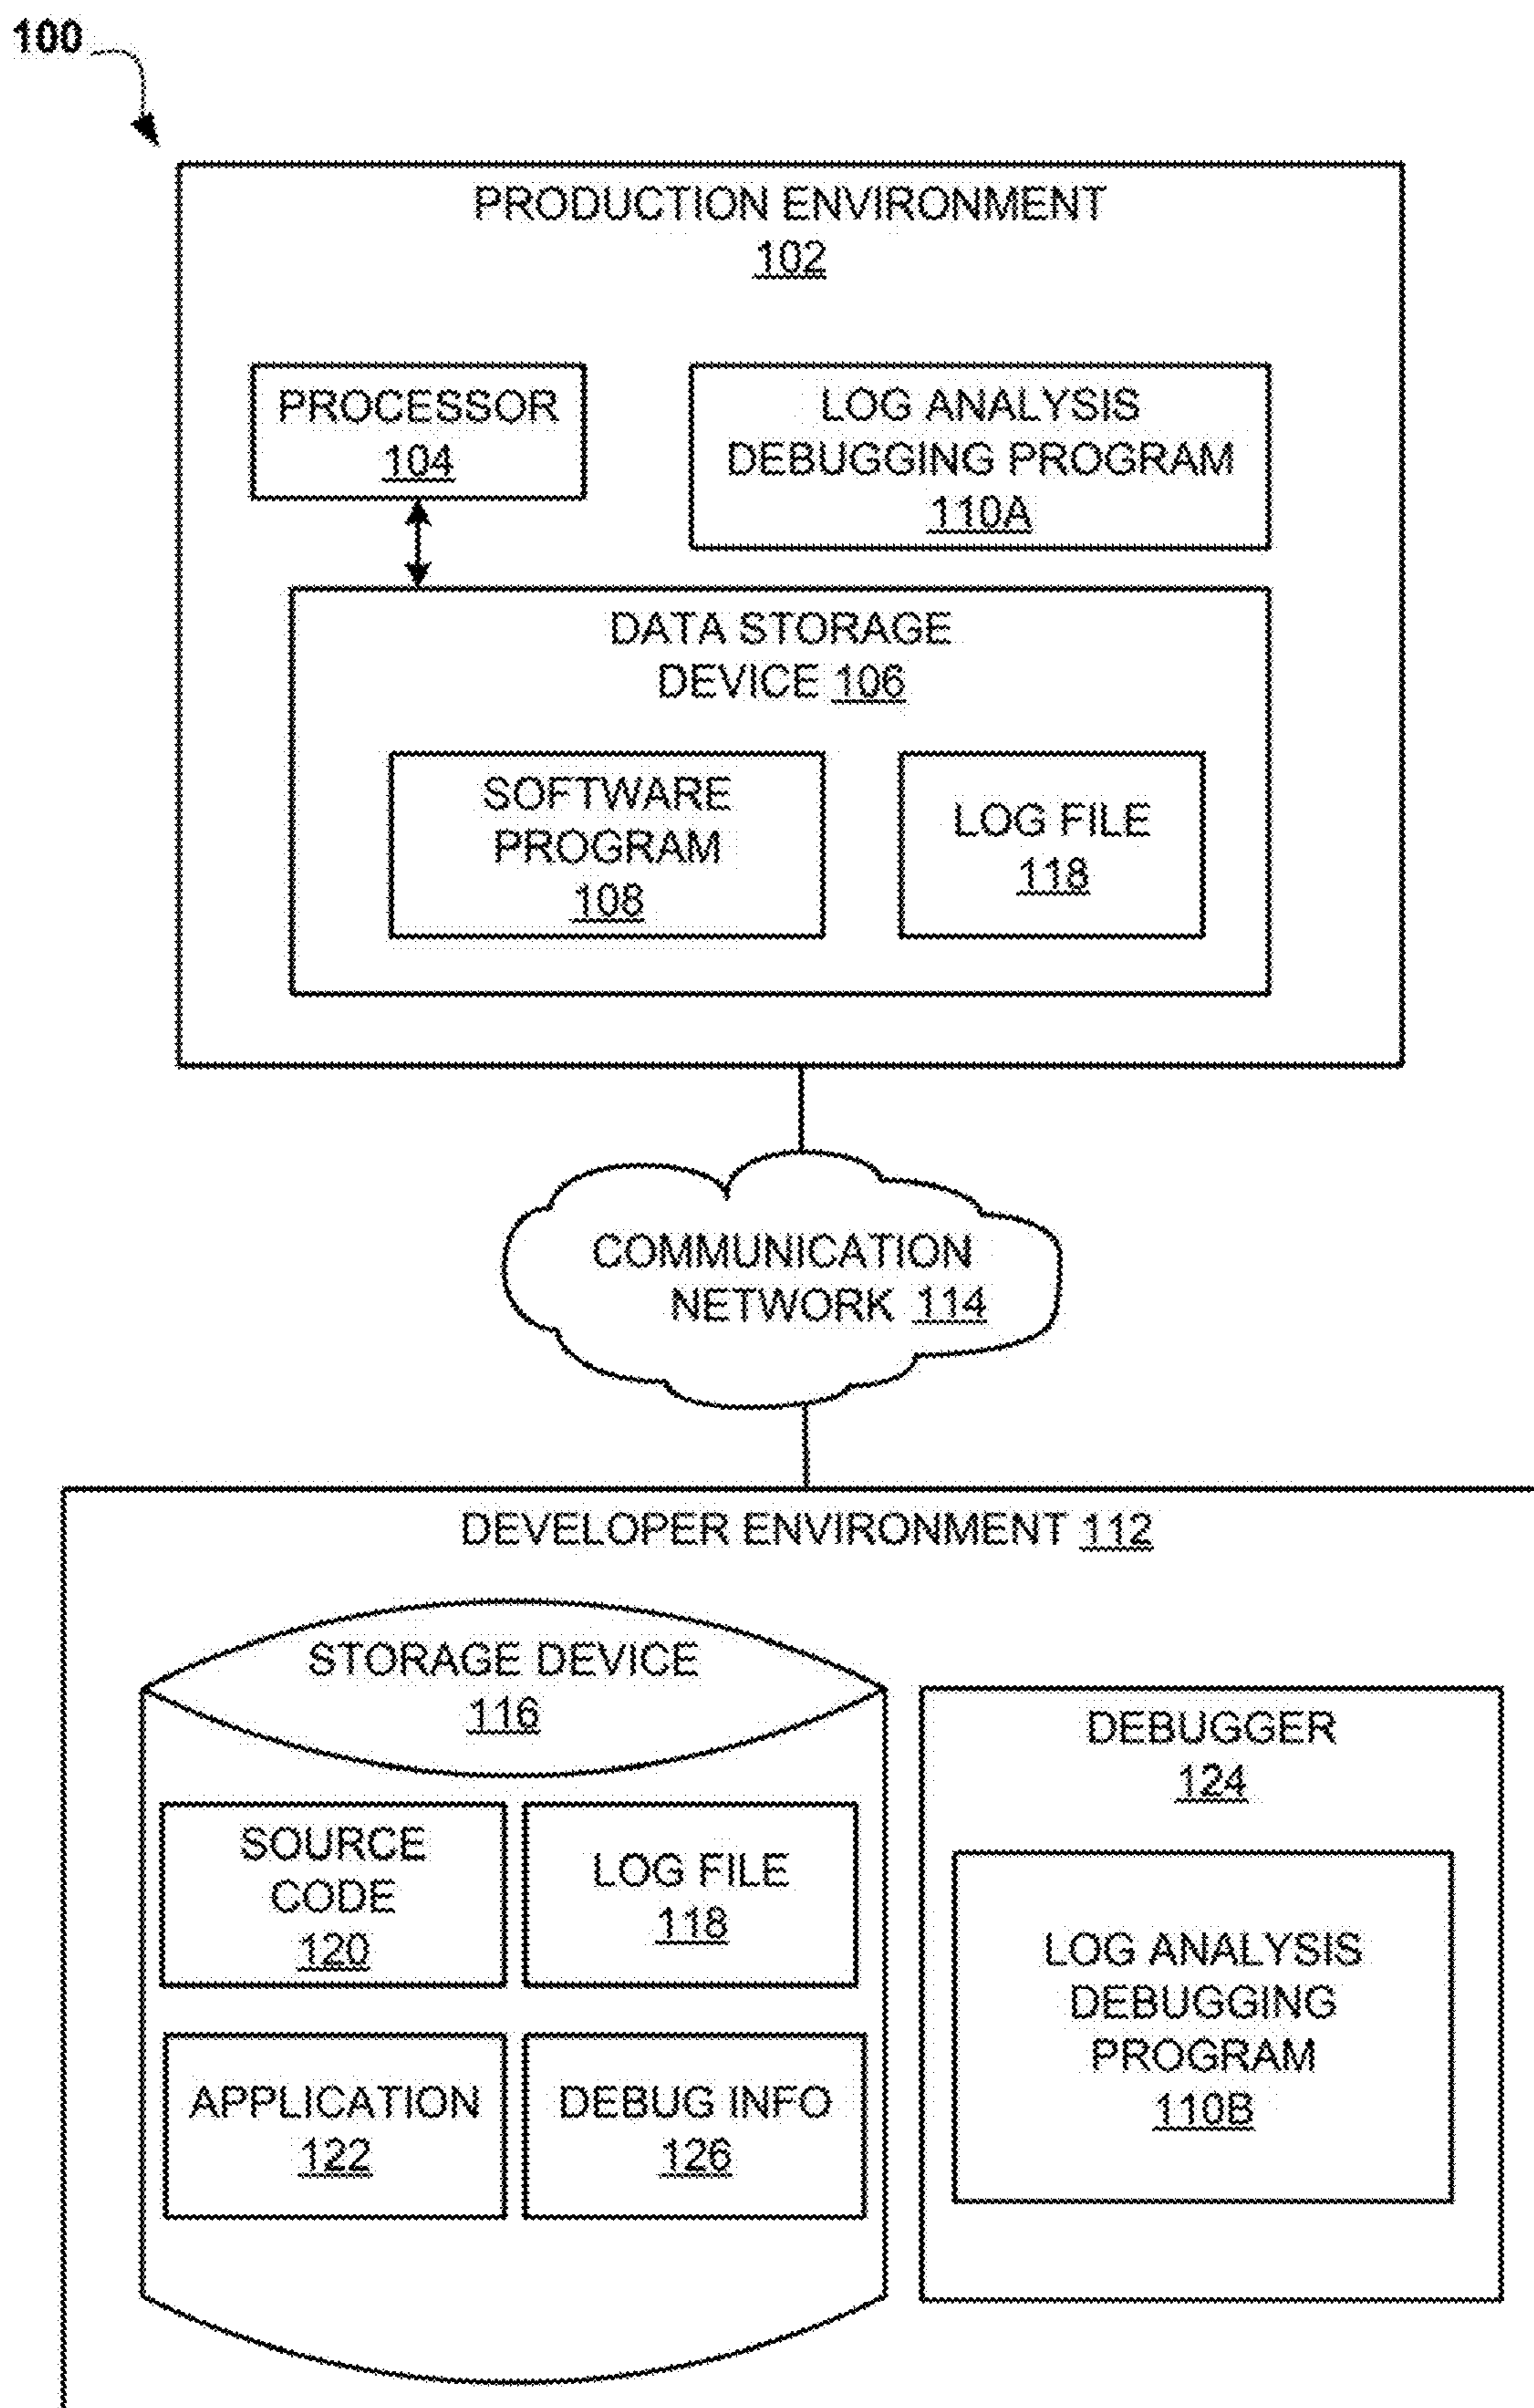 100
PRODUCTION ENVIRONMENT
102
PROCESSOR
104
LOG ANALYSIS
DEBUGGING PROGRAM
110A
DATA STORAGE
DEVICE 106
SOFTWARE
PROGRAM
108
LOG FILE
118
COMMUNICATION
NETWORK 114
DEVELOPER ENVIRONMENT 112
STORAGE DEVICE
116
SOURCE
CODE
120
LOG FILE
118
APPLICATION
122
DEBUG INFO
126
DEBUGGER
124
LOG ANALYSIS
DEBUGGING
PROGRAM
110B